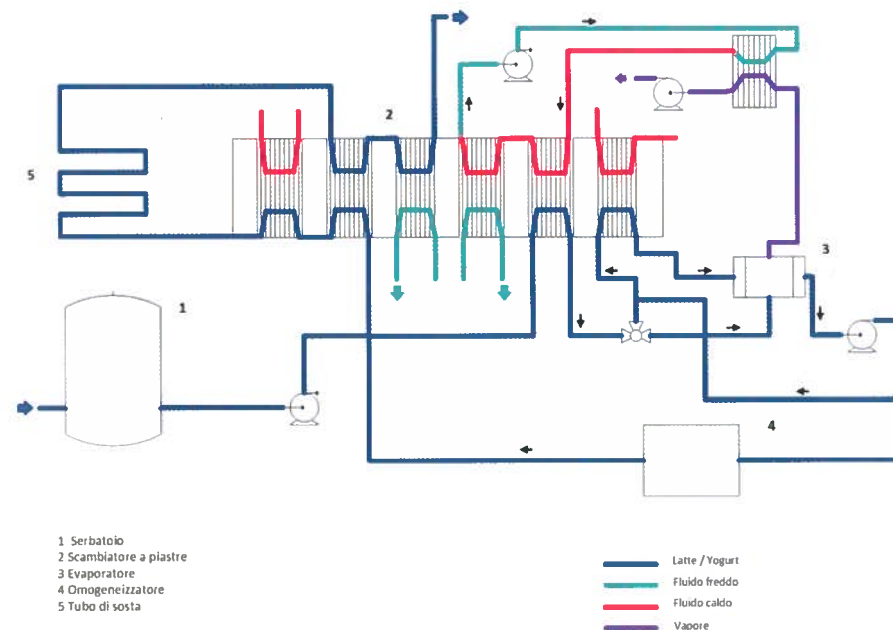 2
5
3
1
4
1 Serbatoio
2 Scambiatore a piastre
3 Evaporatore
4 Omogeneizzatore
5 Tubo di sosta
Latte / Yogurt
Fluido freddo
Fluido caldo
Vapore